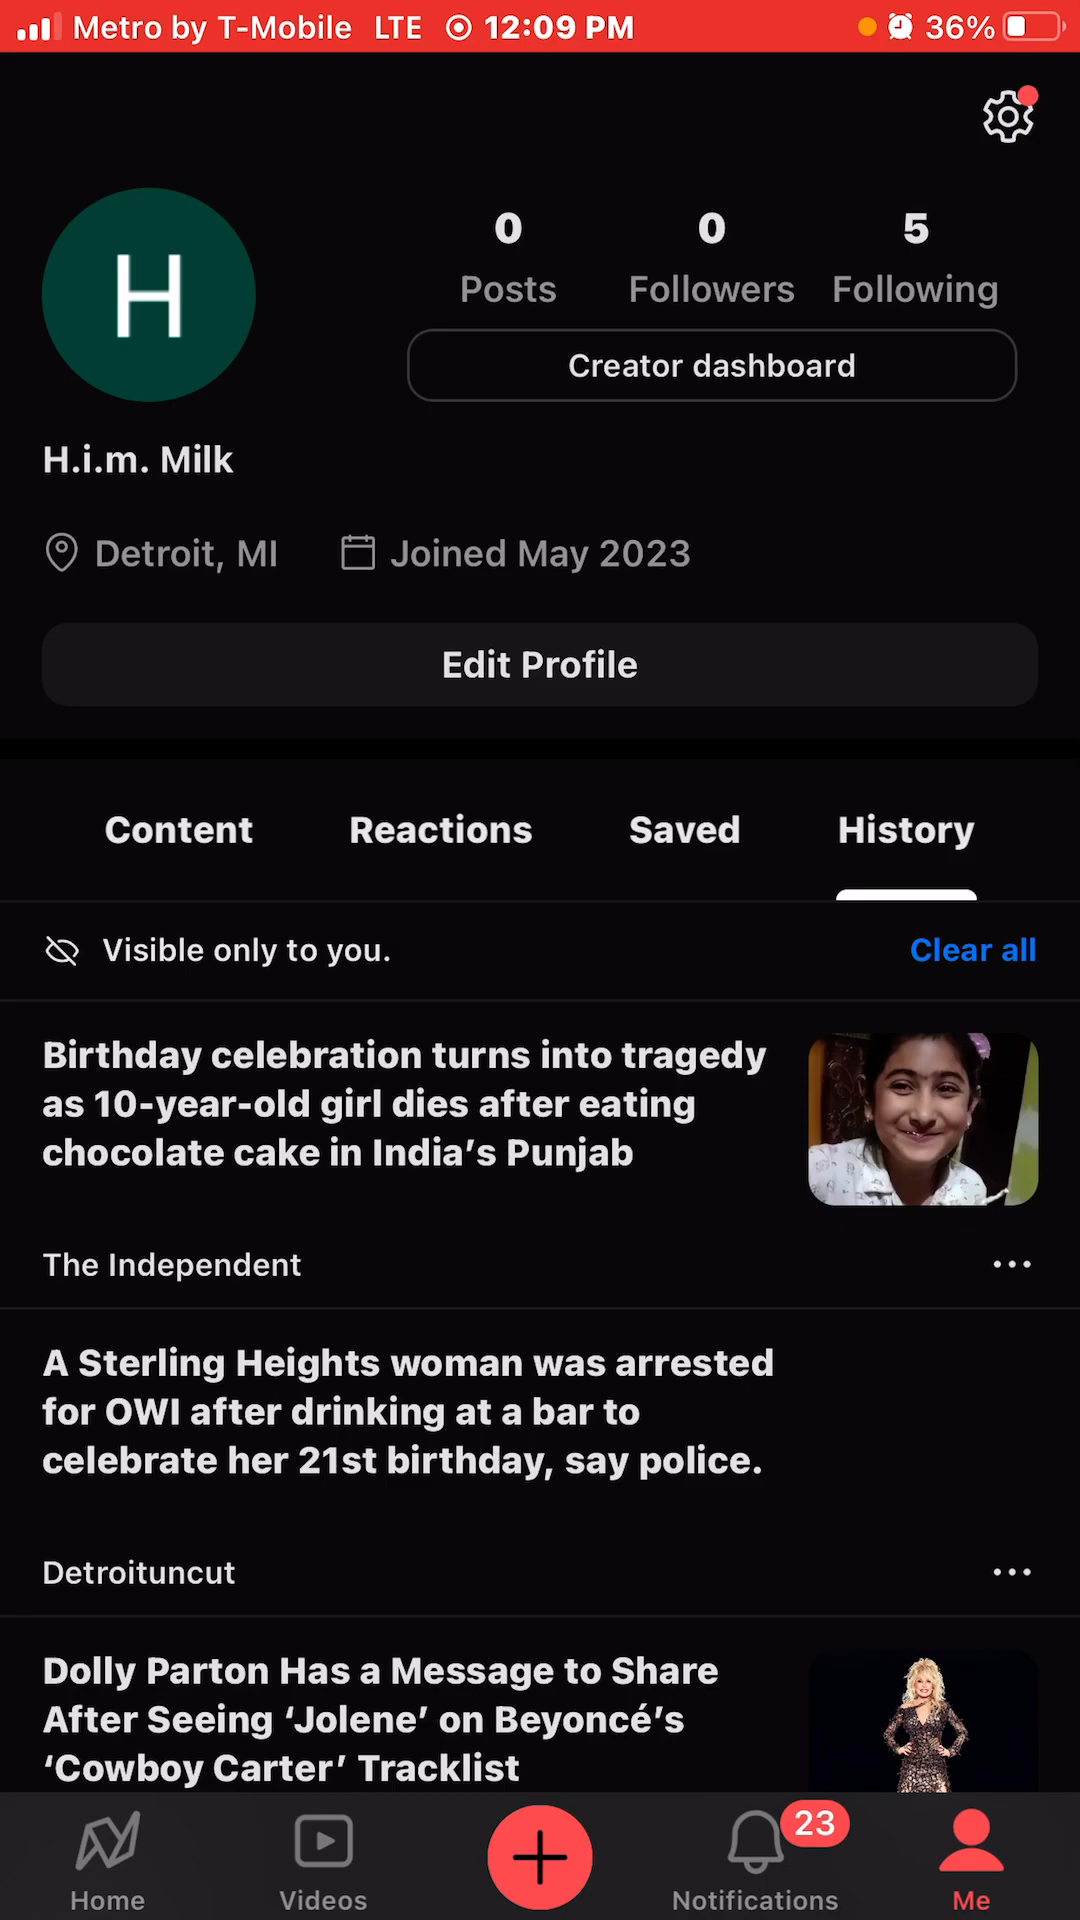 Metro by T-Mobile LTE 12:09 PM 36%
0 0 5
Posts Followers Following
Creator dashboard
H
H.i.m. Milk
Detroit, MI Joined May 2023
Edit Profile
Content Reactions Saved History
Visible only to you. Clear all
Birthday celebration turns into tragedy
as 10-year-old girl dies after eating
chocolate cake in India’s Punjab
The Independent
A Sterling Heights woman was arrested
for OWI after drinking at a bar to
celebrate her 21st birthday, say police.
Detroituncut
Dolly Parton Has a Message to Share
After Seeing ‘Jolene’ on Beyoncé’s
‘Cowboy Carter’ Tracklist
23
Home Videos Notifications Me